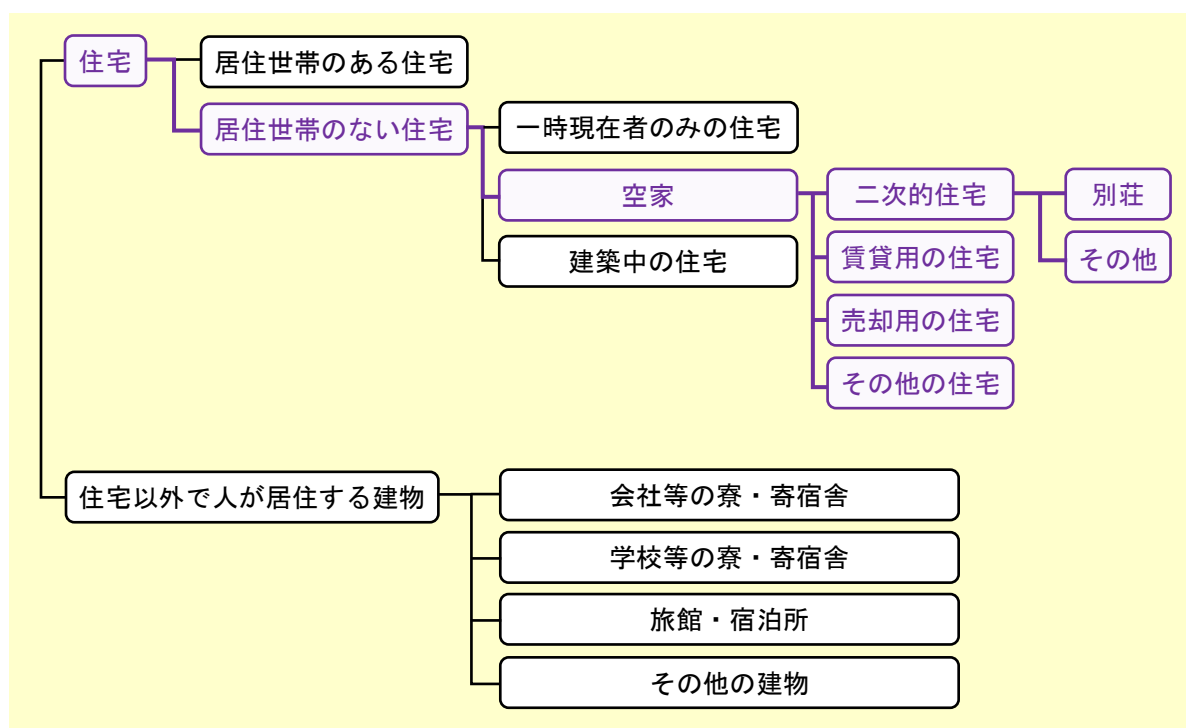 住宅
居住世帯のある住宅
居住世帯のない住宅
一時現在者のみの住宅
空家
二次的住宅
別荘
その他
賃貸用の住宅
売却用の住宅
その他の住宅
建築中の住宅
住宅以外で人が居住する建物
会社等の寮・寄宿舎
学校等の寮・寄宿舎
旅館・宿泊所
その他の建物